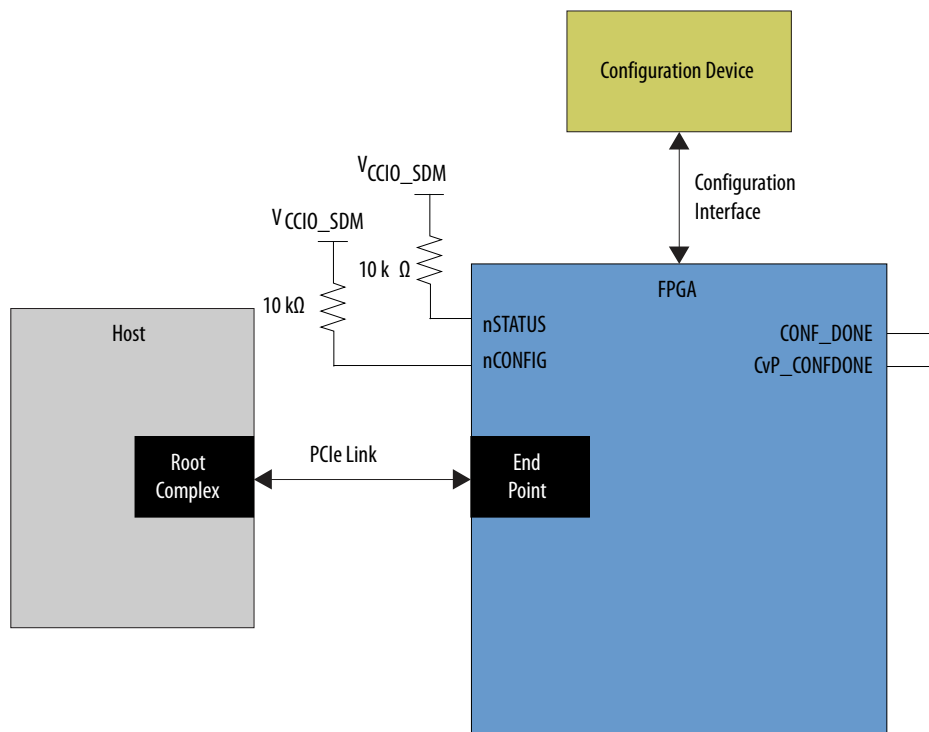 Configuration Device
Configuration
Interface
VCCIO_SDM
VCCIO_SDM
10 k Ω
10 kΩ
FPGA
Host
nSTATUS
nCONFIG
CONF_DONE
CvP_CONFDONE
Root
Complex
PCIe Link
End
Point